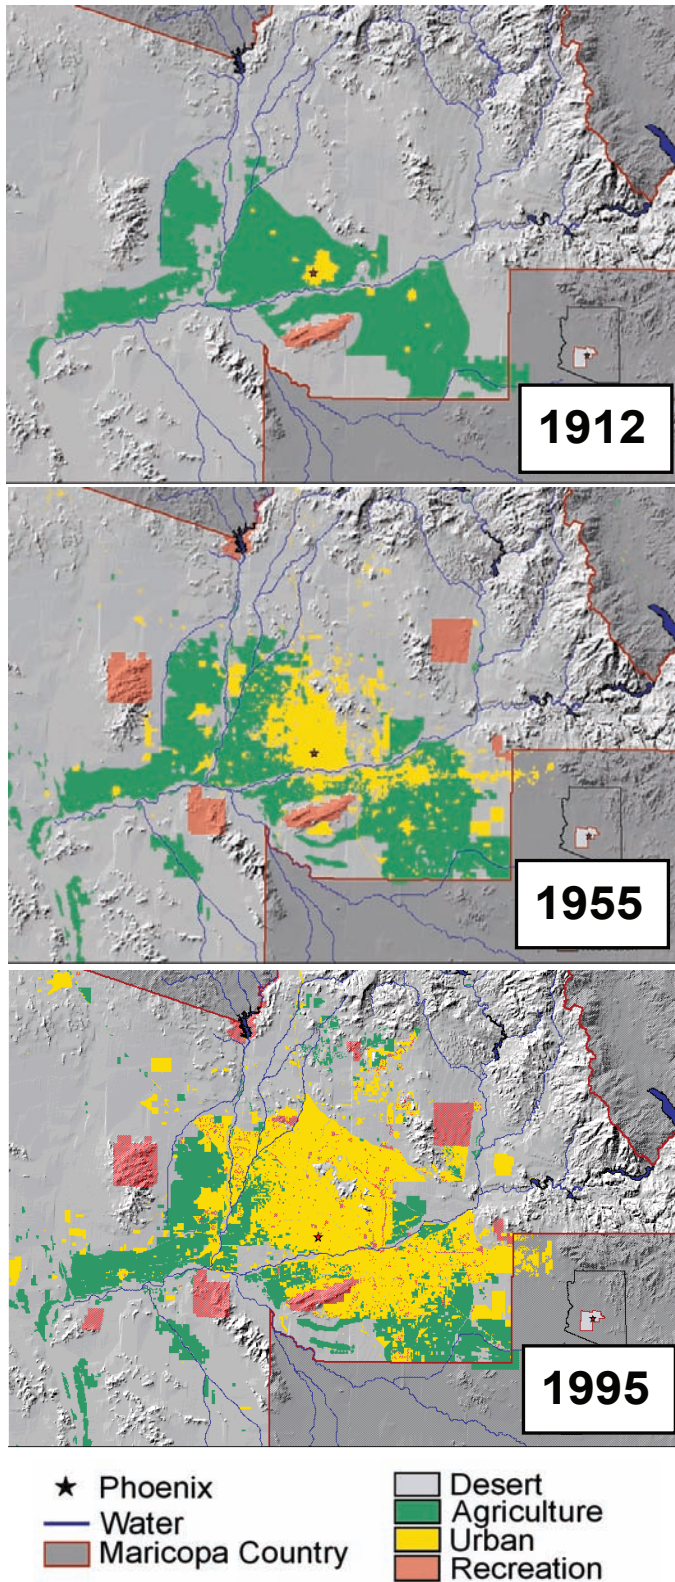 1912
1955
1995
Phoenix
Water
Maricopa Country
Desert
Agriculture
Urban
Recreation